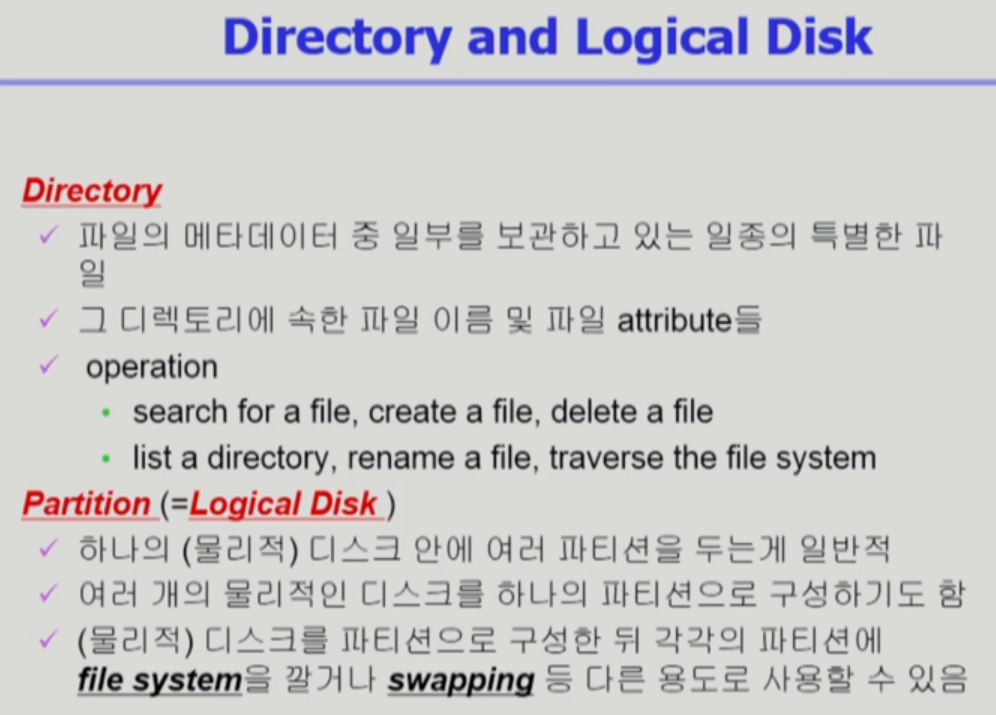 Directory and Logical Disk
Directory
✓ 파일의 메타데이터 중 일부를 보관하고 있는 일종의 특별한 파
일
✓ 그 디렉토리에 속한 파일 이름 및 파일 attribute들
✓ operation
• search for a file, create a file, delete a file
• list a directory, rename a file, traverse the file system
Partition (=Logical Disk )
✓ 하나의 (물리적) 디스크 안에 여러 파티션을 두는게 일반적
✓ 여러 개의 물리적인 디스크를 하나의 파티션으로 구성하기도 함
✓ (물리적) 디스크를 파티션으로 구성한 뒤 각각의 파티션에
file system을 깔거나 swapping 등 다른 용도로 사용할 수 있음